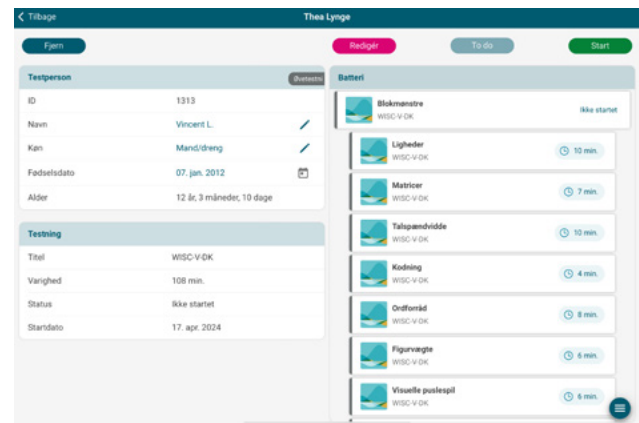 Tilbage
Thea Lynge
Fjern
Redigér
To do
Start
Testperson
Øvetestni
ID 1313
Navn Vincent L.
Køn Mand/dreng
Fødselsdato 07. jan. 2012
Alder 12 år, 3 måneder, 10 dage
Testning
Titel WISC-V-DK
Varighed 108 min.
Status Ikke startet
Startdato 17. apr. 2024
Batteri
Blokmønstre
WISC-V-DK
Ikke startet
Ligheder
WISC-V-DK
10 min.
Matricer
WISC-V-DK
7 min.
Talspændvidde
WISC-V-DK
10 min.
Kodning
WISC-V-DK
4 min.
Ordforråd
WISC-V-DK
8 min.
Figurvægte
WISC-V-DK
6 min.
Visuelle puslespil
WISC-V-DK
6 min.